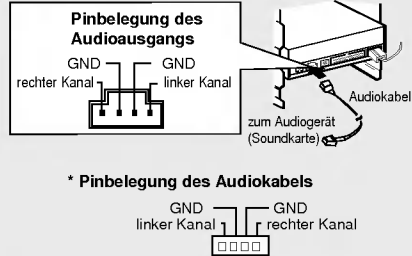 Pinbelegung des
Audioausgangs
GND GND
rechter Kanal linker Kanal
Audiokabel
zum Audiogerät
(Soundkarte)
* Pinbelegung des Audiokabels
GND GND
linker Kanal rechter Kanal